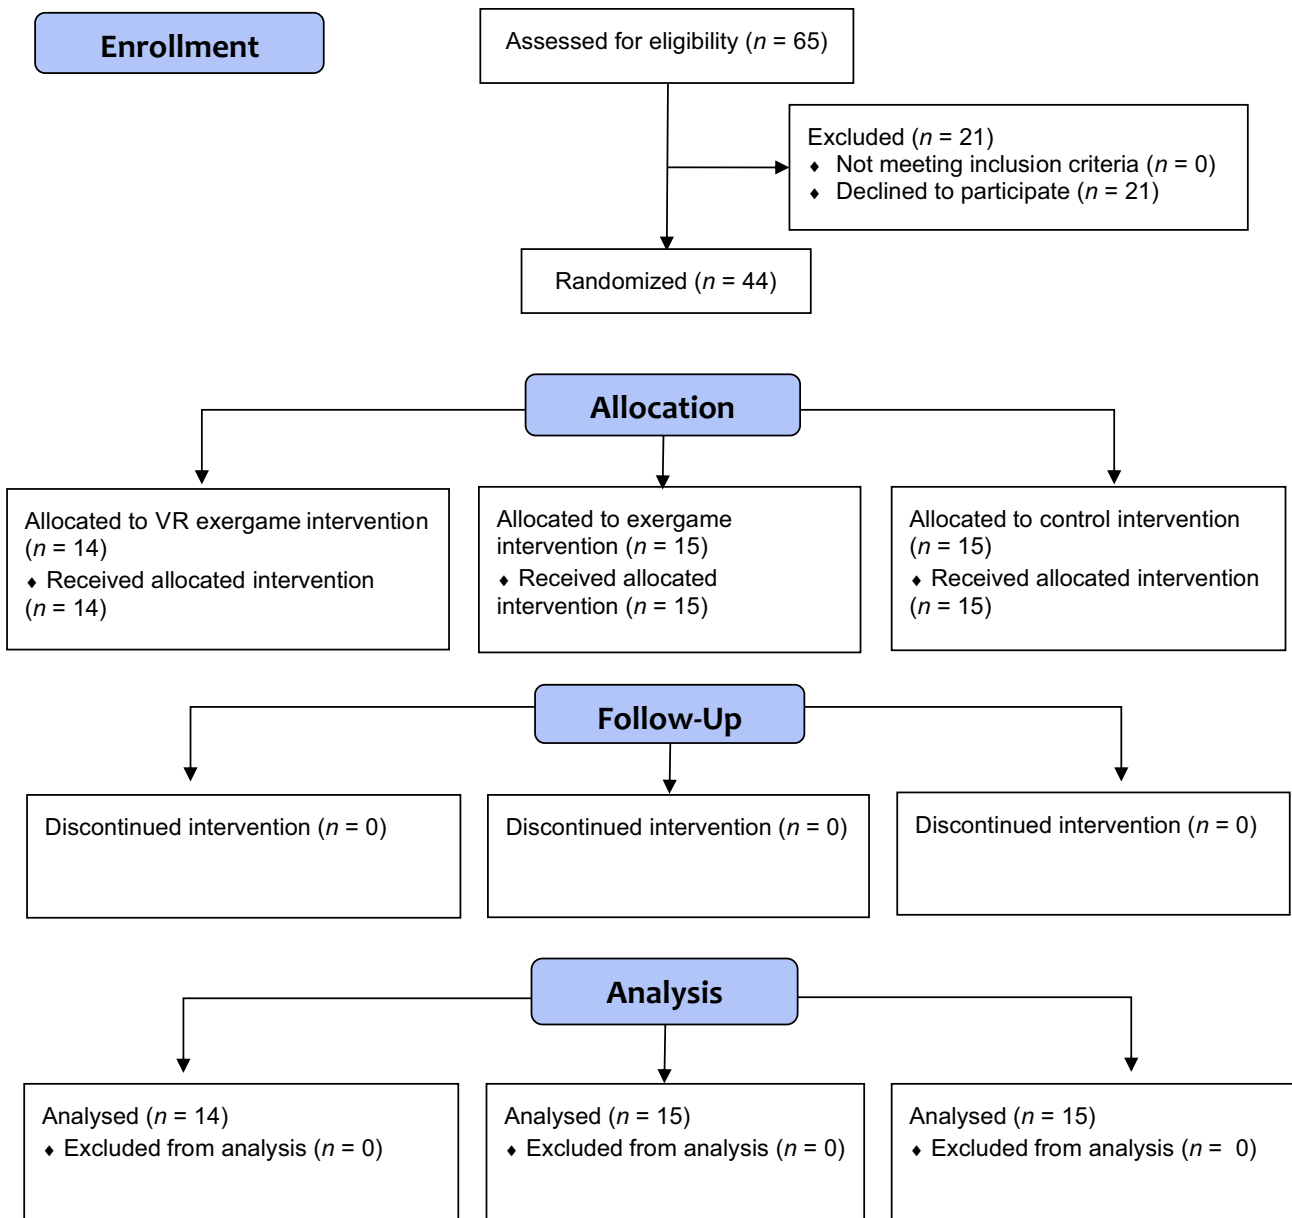 Enrollment
Assessed for eligibility (n = 65)
Excluded (n = 21)
♦ Not meeting inclusion criteria (n = 0)
♦ Declined to participate (n = 21)
Randomized (n = 44)
Allocation
Allocated to VR exergame intervention
(n = 14)
♦ Received allocated intervention
(n = 14)
Allocated to exergame
intervention (n = 15)
♦ Received allocated
intervention (n = 15)
Allocated to control intervention
(n = 15)
♦ Received allocated intervention
(n = 15)
Follow-Up
Discontinued intervention (n = 0)
Discontinued intervention (n = 0)
Discontinued intervention (n = 0)
Analysis
Analysed (n = 14)
♦ Excluded from analysis (n = 0)
Analysed (n = 15)
♦ Excluded from analysis (n = 0)
Analysed (n = 15)
♦ Excluded from analysis (n =  0)